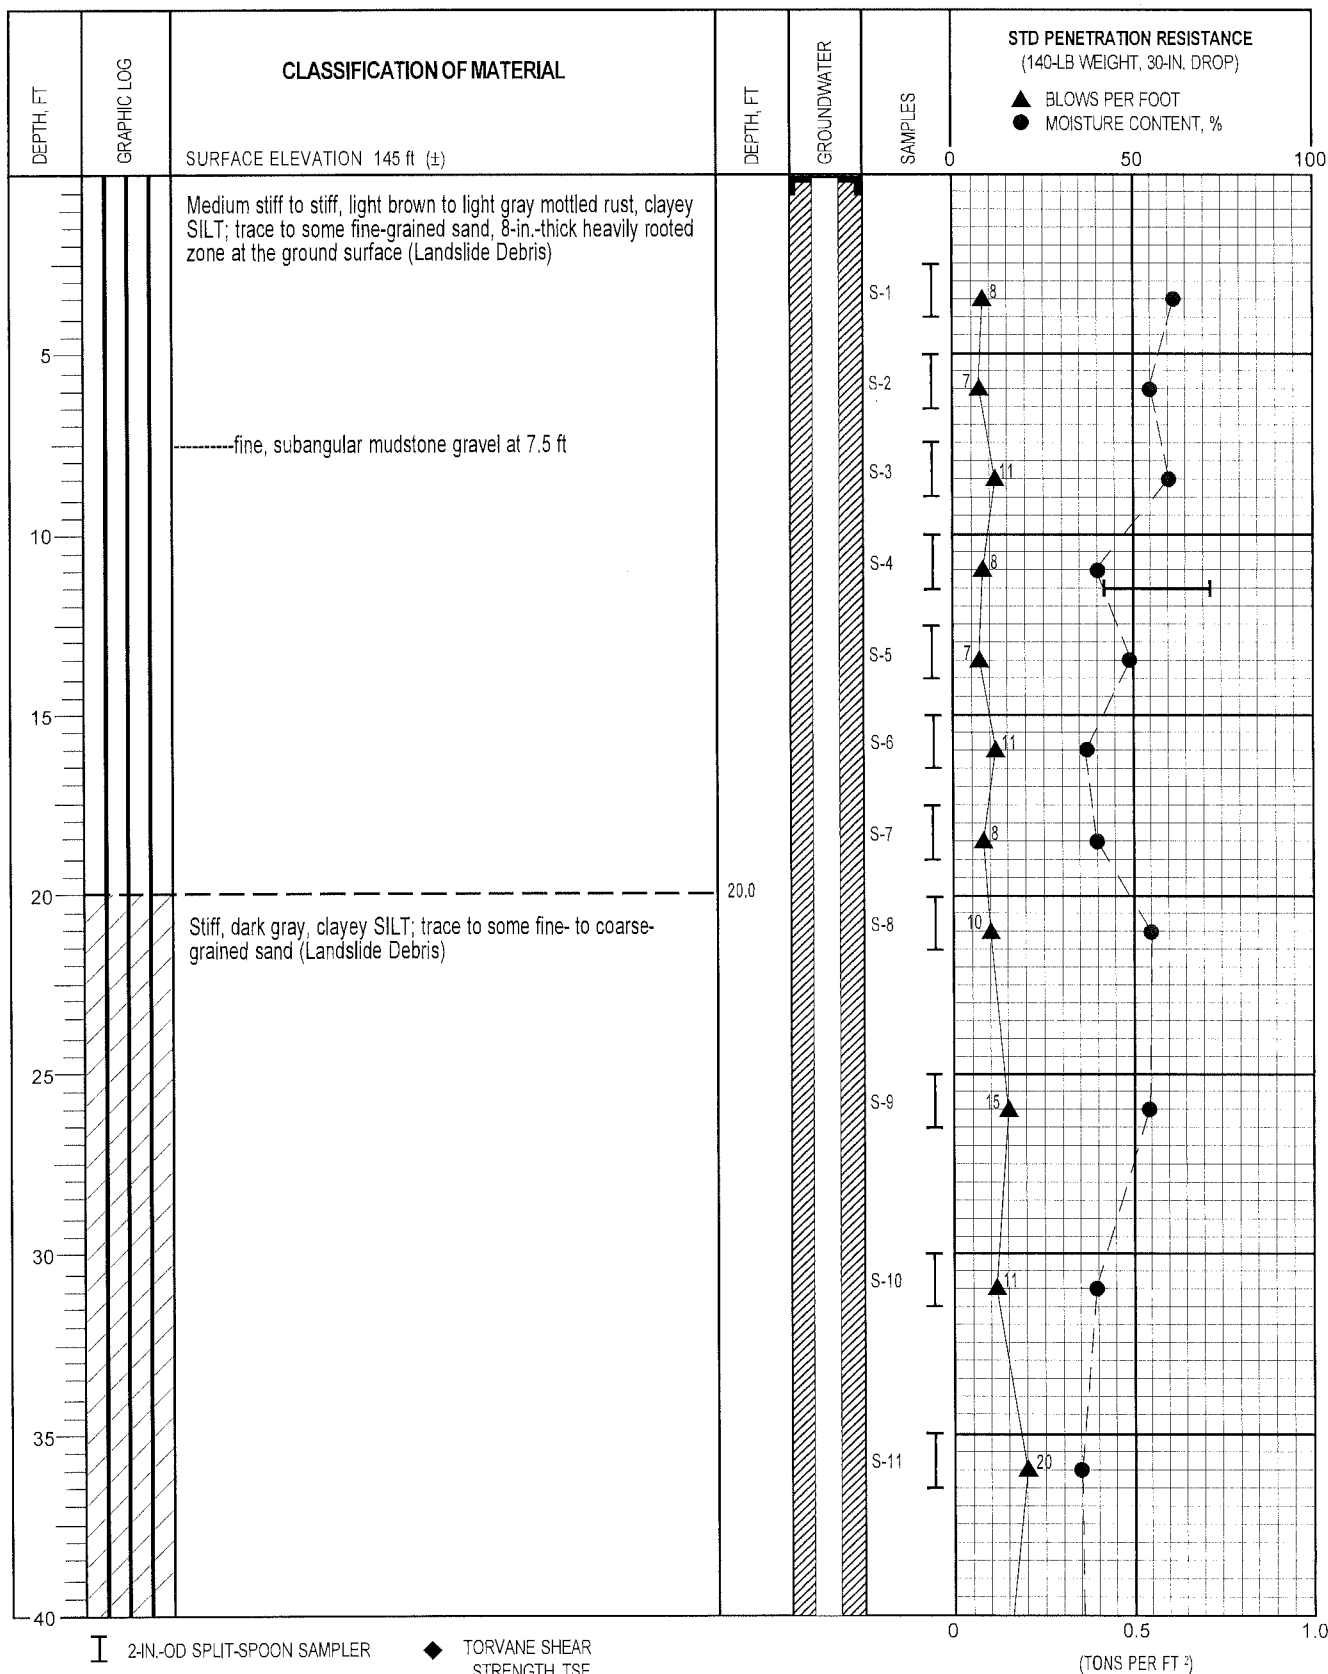 DEPTH, FT
GRAPHIC LOG
CLASSIFICATION OF MATERIAL
SURFACE ELEVATION 145 ft (±)
DEPTH, FT
GROUNDWATER
SAMPLES
STD PENETRATION RESISTANCE
(140-LB WEIGHT, 30-IN. DROP)
▲ BLOWS PER FOOT
● MOISTURE CONTENT, %
0 50 100
Medium stiff to stiff, light brown to light gray mottled rust, clayey
SILT; trace to some fine-grained sand, 8-in.-thick heavily rooted
zone at the ground surface (Landslide Debris)
S-1 8
5
S-2 7
fine, subangular mudstone gravel at 7.5 ft
S-3 11
10
S-4 8
S-5 7
15
S-6 11
S-7 8
20 20.0
Stiff, dark gray, clayey SILT; trace to some fine- to coarse-
grained sand (Landslide Debris)
S-8 10
25
S-9 15
30
S-10 11
35
S-11 20
40
0 0.5 1.0
(TONS PER FT ²)
2-IN.-OD SPLIT-SPOON SAMPLER
◆ TORVANE SHEAR
STRENGTH, TSF